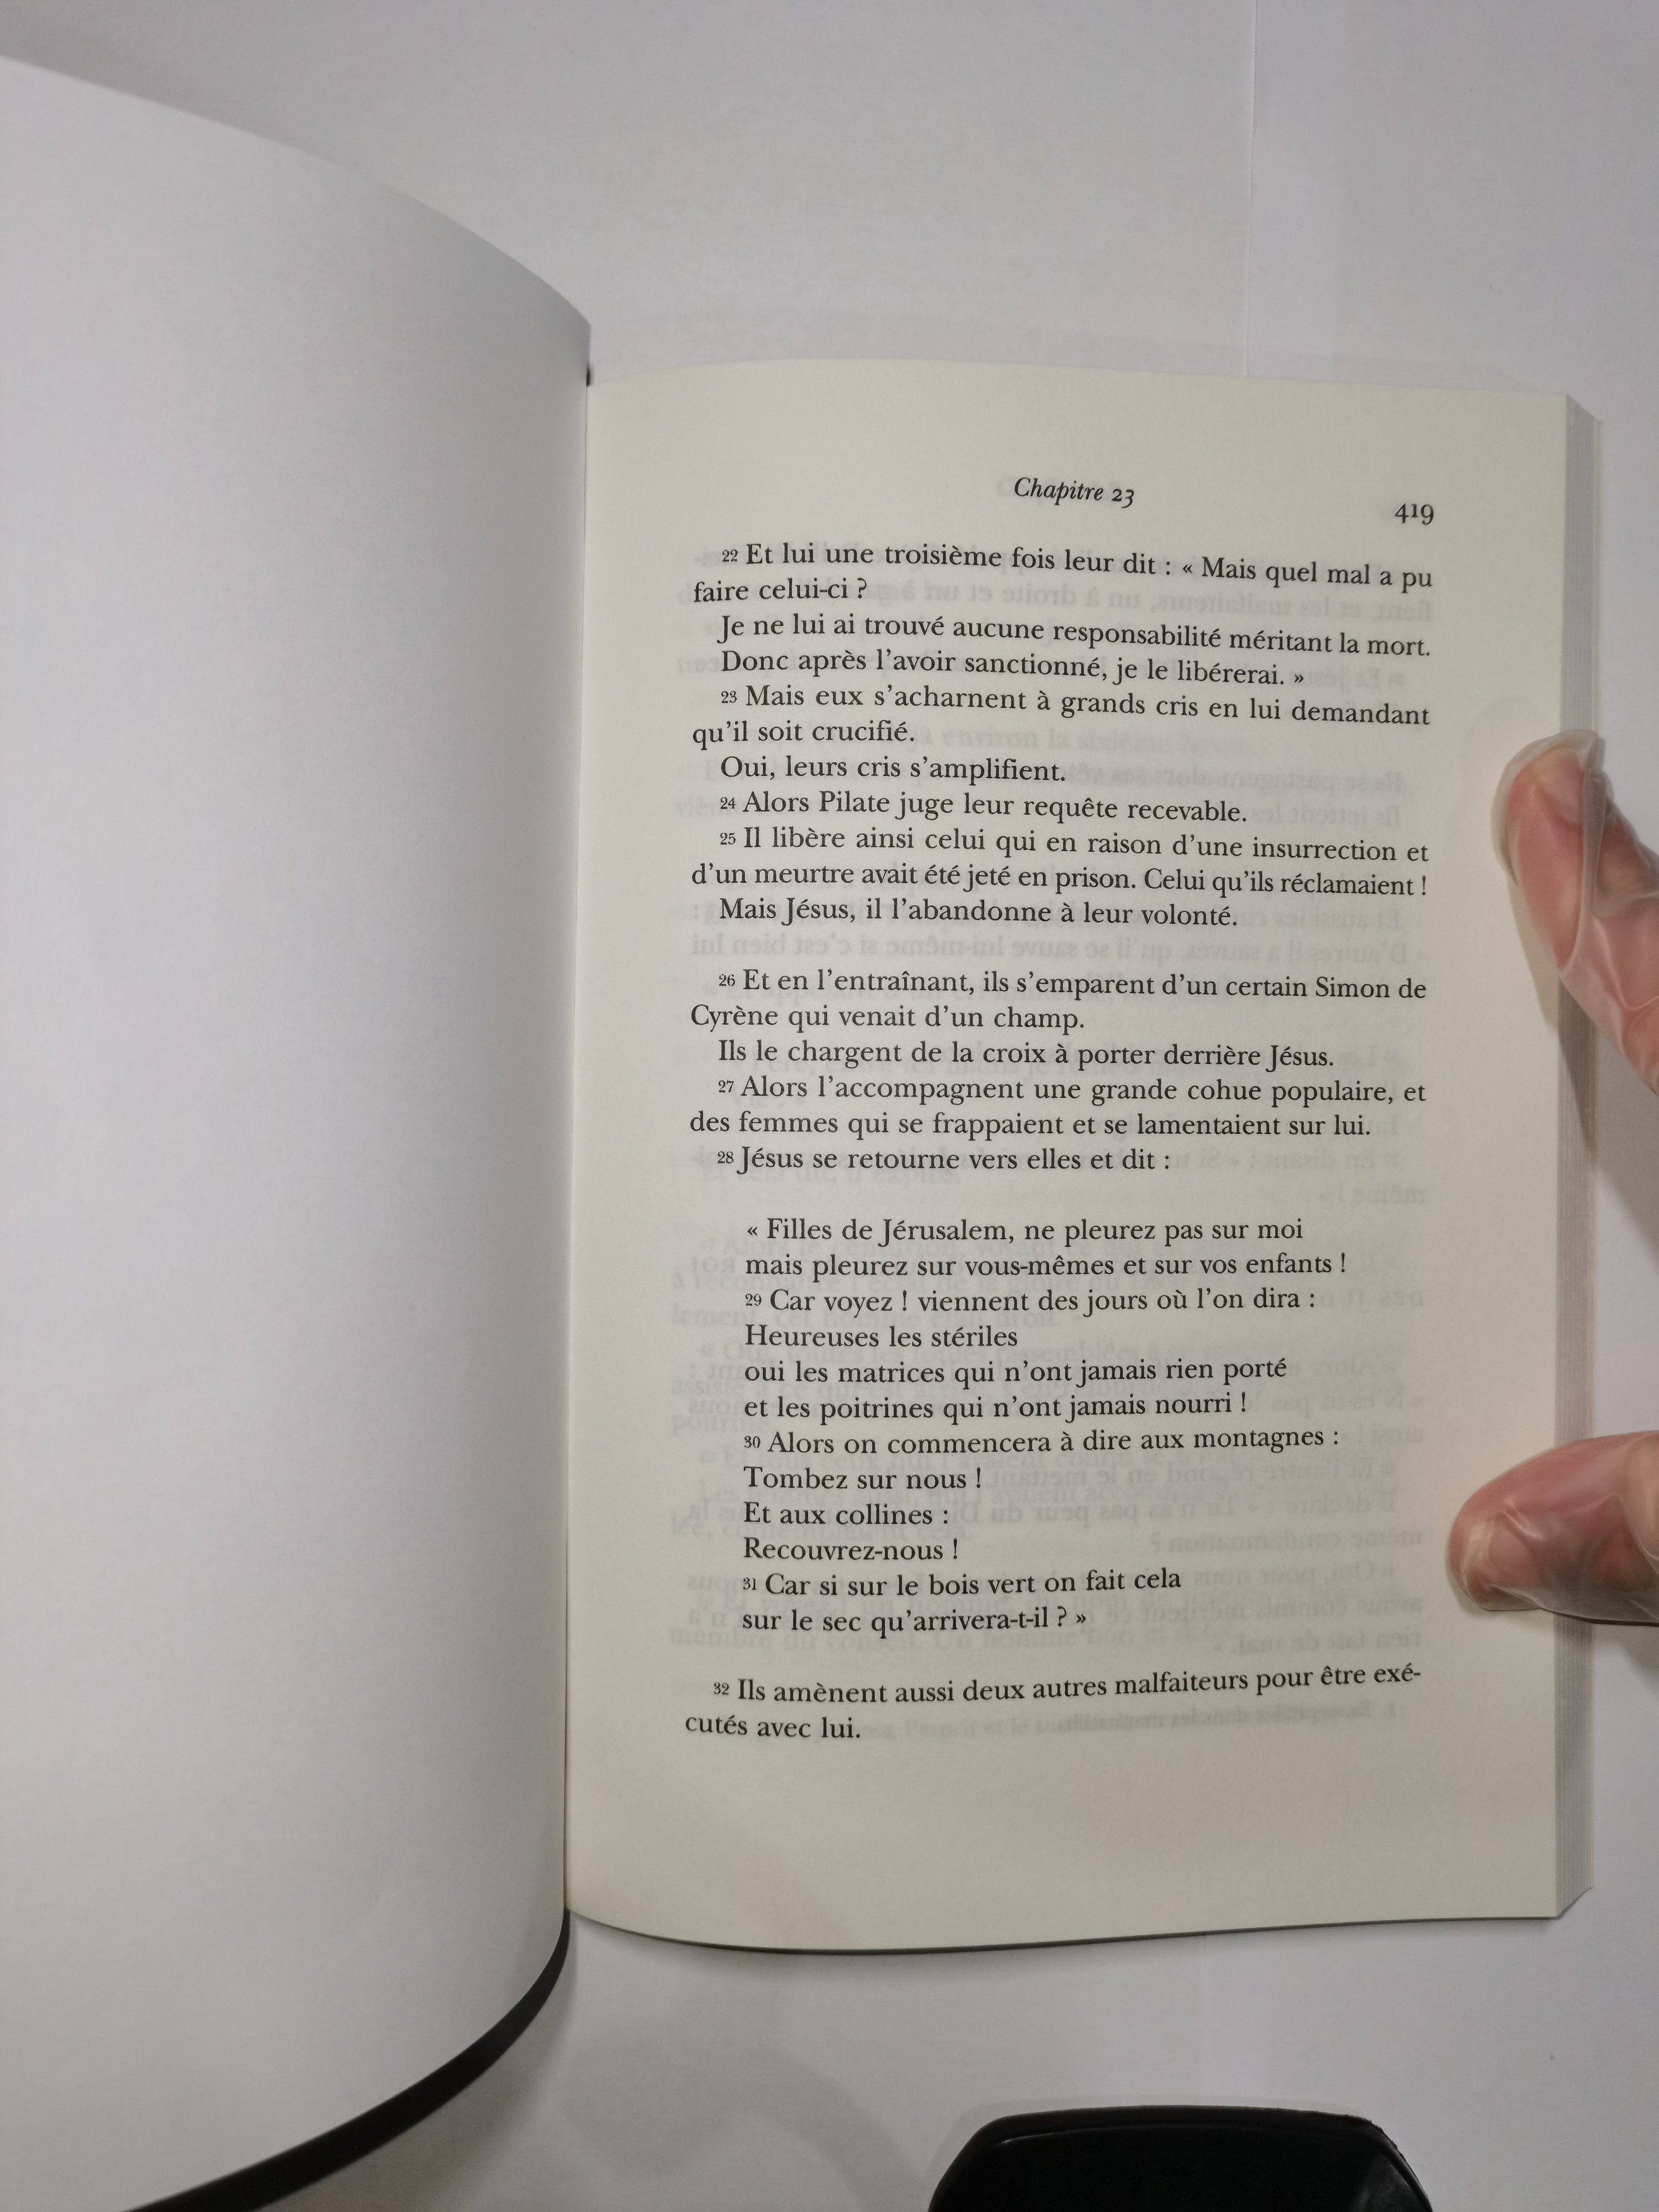 Chapitre 23
419
22 Et lui une troisième fois leur dit : « Mais quel mal a pu
faire celui-ci ?
Je ne lui ai trouvé aucune responsabilité méritant la mort.
Donc après l’avoir sanctionné, je le libérerai. »
23 Mais eux s’acharnent à grands cris en lui demandant
qu’il soit crucifié.
Oui, leurs cris s’amplifient.
24 Alors Pilate juge leur requête recevable.
25 Il libère ainsi celui qui en raison d’une insurrection et
d’un meurtre avait été jeté en prison. Celui qu’ils réclamaient !
Mais Jésus, il l’abandonne à leur volonté.
26 Et en l’entraînant, ils s’emparent d’un certain Simon de
Cyrène qui venait d’un champ.
Ils le chargent de la croix à porter derrière Jésus.
27 Alors l’accompagnent une grande cohue populaire, et
des femmes qui se frappaient et se lamentaient sur lui.
28 Jésus se retourne vers elles et dit :
« Filles de Jérusalem, ne pleurez pas sur moi
mais pleurez sur vous-mêmes et sur vos enfants !
29 Car voyez ! viennent des jours où l’on dira :
Heureuses les stériles
oui les matrices qui n’ont jamais rien porté
et les poitrines qui n’ont jamais nourri !
30 Alors on commencera à dire aux montagnes :
Tombez sur nous !
Et aux collines :
Recouvrez-nous !
31 Car si sur le bois vert on fait cela
sur le sec qu’arrivera-t-il ? »
32 Ils amènent aussi deux autres malfaiteurs pour être exé-
cutés avec lui.